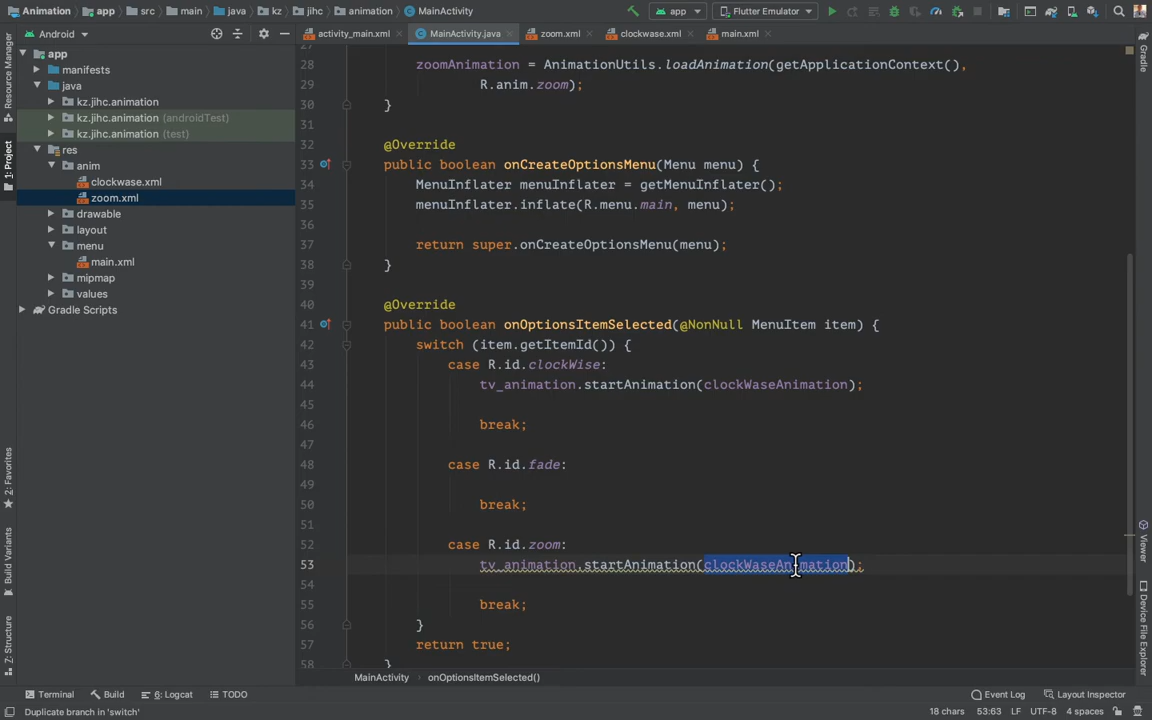 Animation app src main java kz jihc animation MainActivity app Flutter Emulator
Android
activity_main.xml MainActivity.java zoom.xml clockwase.xml main.xml
app
manifests
java
kz.jihc.animation
kz.jihc.animation (androidTest)
kz.jihc.animation (test)
res
anim
clockwase.xml
zoom.xml
drawable
layout
menu
main.xml
mipmap
values
Gradle Scripts
Resource Manager
1: Project
2: Favorites
Build Variants
7: Structure
27
28 zoomAnimation = AnimationUtils.loadAnimation(getApplicationContext(),
29 R.anim.zoom);
30 }
31
32 @Override
33 public boolean onCreateOptionsMenu(Menu menu) {
34 MenuInflater menuInflater = getMenuInflater();
35 menuInflater.inflate(R.menu.main, menu);
36
37 return super.onCreateOptionsMenu(menu);
38 }
39
40 @Override
41 public boolean onOptionsItemSelected(@NonNull MenuItem item) {
42 switch (item.getItemId()) {
43 case R.id.clockWise:
44 tv_animation.startAnimation(clockWaseAnimation);
45
46 break;
47
48 case R.id.fade:
49
50 break;
51
52 case R.id.zoom:
53 tv_animation.startAnimation(clockWaseAnimation);
54
55 break;
56 }
57 return true;
58 }
Gradle
Viewer
Device File Explorer
MainActivity onOptionsItemSelected()
Terminal Build 6: Logcat TODO Event Log Layout Inspector
Duplicate branch in 'switch' 18 chars 53:63 LF UTF-8 4 spaces